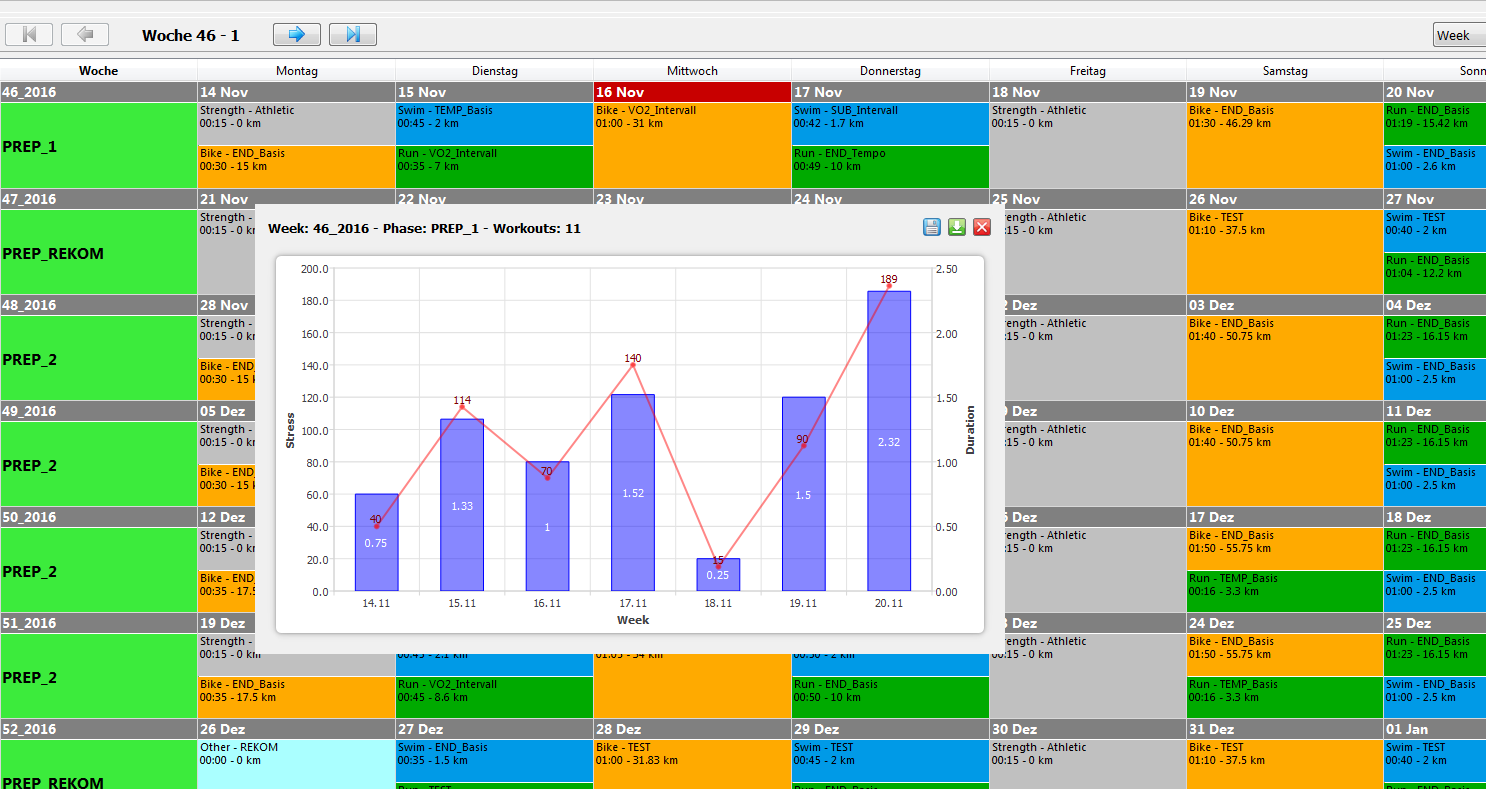 Woche 46 - 1
Week
Woche Montag Dienstag Mittwoch Donnerstag Freitag Samstag Sonn
46_2016 14 Nov 15 Nov 16 Nov 17 Nov 18 Nov 19 Nov 20 Nov
PREP_1
Strength - Athletic
00:15 - 0 km
Bike - END_Basis
00:30 - 15 km
Swim - TEMP_Basis
00:45 - 2 km
Run - VO2_Intervall
00:35 - 7 km
Bike - VO2_Intervall
01:00 - 31 km
Swim - SUB_Intervall
00:42 - 1.7 km
Run - END_Tempo
00:49 - 10 km
Strength - Athletic
00:15 - 0 km
Bike - END_Basis
01:30 - 46.29 km
Run - END_Basis
01:19 - 15.42 km
Swim - END_Basis
01:00 - 2.6 km
47_2016 21 Nov 22 Nov 23 Nov 24 Nov 25 Nov 26 Nov 27 Nov
PREP_REKOM
Strength -
00:15 - 0 k
rength - Athletic
:15 - 0 km
Bike - TEST
01:10 - 37.5 km
Swim - TEST
00:40 - 2 km
Run - END_Basis
01:04 - 12.2 km
Week: 46_2016 - Phase: PREP_1 - Workouts: 11
200.0
180.0
160.0
140.0
120.0
100.0
80.0
60.0
40.0
20.0
0.0
Stress
2.50
2.00
1.50
1.00
0.50
0.00
Duration
40
114
70
140
15
90
189
0.75
1.33
1
1.52
0.25
1.5
2.32
14.11 15.11 16.11 17.11 18.11 19.11 20.11
Week
48_2016 28 Nov Dez 03 Dez 04 Dez
PREP_2
Strength -
00:15 - 0 k
Bike - END
00:30 - 15 k
rength - Athletic
:15 - 0 km
Bike - END_Basis
01:40 - 50.75 km
Run - END_Basis
01:23 - 16.15 km
Swim - END_Basis
01:00 - 2.5 km
49_2016 05 Dez Dez 10 Dez 11 Dez
PREP_2
Strength -
00:15 - 0 k
Bike - END
00:30 - 15 k
rength - Athletic
:15 - 0 km
Bike - END_Basis
01:40 - 50.75 km
Run - END_Basis
01:23 - 16.15 km
Swim - END_Basis
01:00 - 2.5 km
50_2016 12 Dez Dez 17 Dez 18 Dez
PREP_2
Strength -
00:15 - 0 k
Bike - END
00:35 - 17.5
rength - Athletic
:15 - 0 km
Bike - END_Basis
01:50 - 55.75 km
Run - TEMP_Basis
00:16 - 3.3 km
Run - END_Basis
01:23 - 16.15 km
Swim - END_Basis
01:00 - 2.5 km
51_2016 19 Dez Dez 24 Dez 25 Dez
PREP_2
Strength -
00:15 - 0 km
Bike - END_Basis
00:35 - 17.5 km
00:45 - 2.1 km
Run - VO2_Intervall
00:45 - 8.6 km
01:05 - 34 km
00:50 - 2 km
Run - END_Basis
00:50 - 10 km
rength - Athletic
:15 - 0 km
Bike - END_Basis
01:50 - 55.75 km
Run - TEMP_Basis
00:16 - 3.3 km
Run - END_Basis
01:23 - 16.15 km
Swim - END_Basis
01:00 - 2.5 km
52_2016 26 Dez 27 Dez 28 Dez 29 Dez 30 Dez 31 Dez 01 Jan
PREP_REKOM
Other - REKOM
00:00 - 0 km
Swim - END_Basis
00:35 - 1.5 km
Run - TEST
Bike - TEST
01:00 - 31.83 km
Swim - TEST
00:45 - 2 km
Run - END_Basis
Strength - Athletic
00:15 - 0 km
Bike - TEST
01:10 - 37.5 km
Swim - TEST
00:40 - 2 km
Run - END_Basis